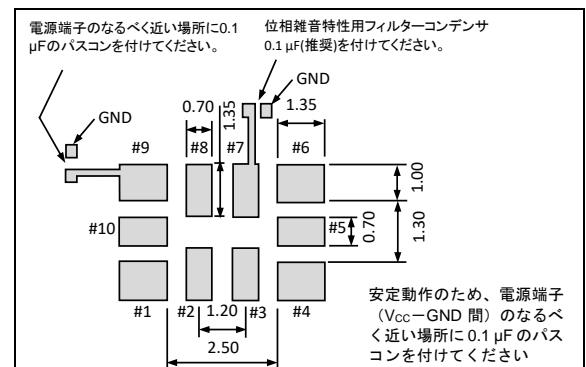 電源端子のなるべく近い場所に0.1
µFのパスコンを付けてください。
位相雑音特性用フィルターコンデンサ
0.1 µF(推奨)を付けてください。
GND
GND
0.70
1.35
1.35
#9
#8
#7
#6
1.00
#10
#5
0.70
1.30
#1
#2
1.20
#3
#4
2.50
安定動作のため、電源端子
（Vcc－GND 間）のなるべ
く近い場所に 0.1 µF のパス
コンを付けてください